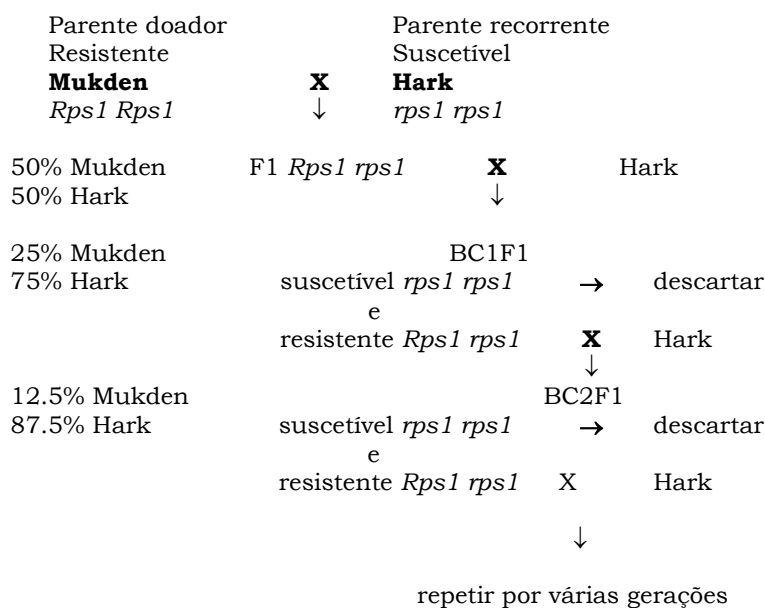 Parente doador Parente recorrente
Resistente Suscetível
Mukden X Hark
Rps1 Rps1 ↓ rps1 rps1
50% Mukden F1 Rps1 rps1 X Hark
50% Hark ↓
25% Mukden BC1F1
75% Hark suscetível rps1 rps1 → descartar
e
resistente Rps1 rps1 X Hark
↓
12.5% Mukden BC2F1
87.5% Hark suscetível rps1 rps1 → descartar
e
resistente Rps1 rps1 X Hark
↓
repetir por várias gerações